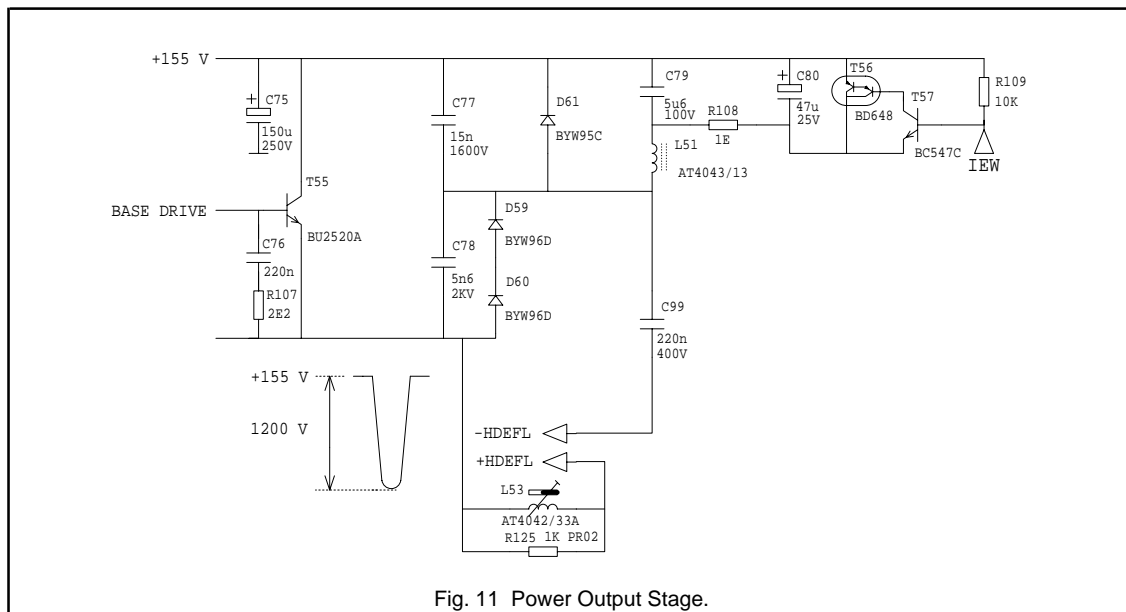 +155 V
C75
+
150u
250V
T55
BU2520A
BASE DRIVE
C76
220n
R107
2E2
C77
15n
1600V
D61
BYW95C
C79
5u6
100V
R108
1E
L51
AT4043/13
C80
+
47u
25V
T56
BD648
T57
BC547C
R109
10K
IEW
D59
BYW96D
C78
5n6
2KV
D60
BYW96D
C99
220n
400V
+155 V
1200 V
-HDEFL
+HDEFL
L53
AT4042/33A
R125 1K PR02
Fig. 11 Power Output Stage.